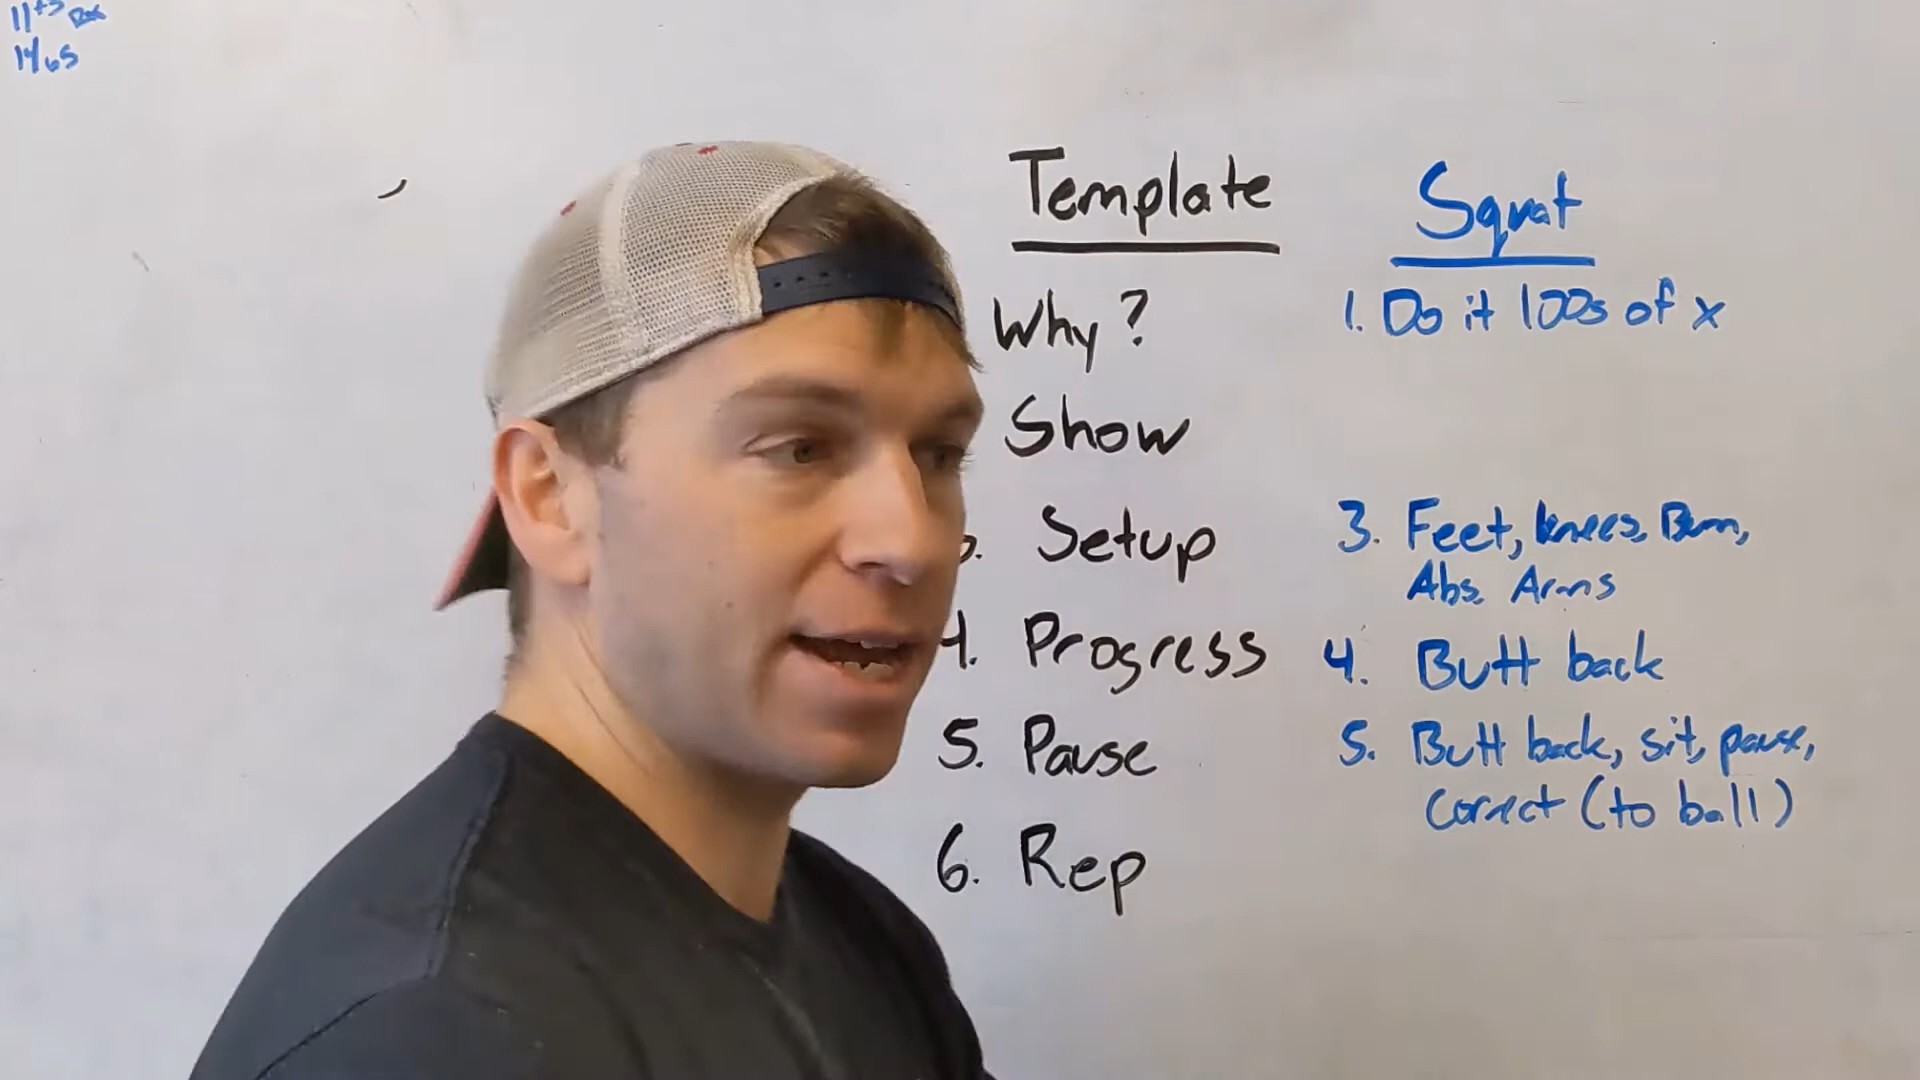 Template
Why?
Show
Setup
4. Progress
5. Pause
6. Rep
Squat
1. Do it 100s of x
3. Feet, knees, Bum,
Abs, Arms
4. Butt back
5. Butt back, sit, pause,
correct (to ball)